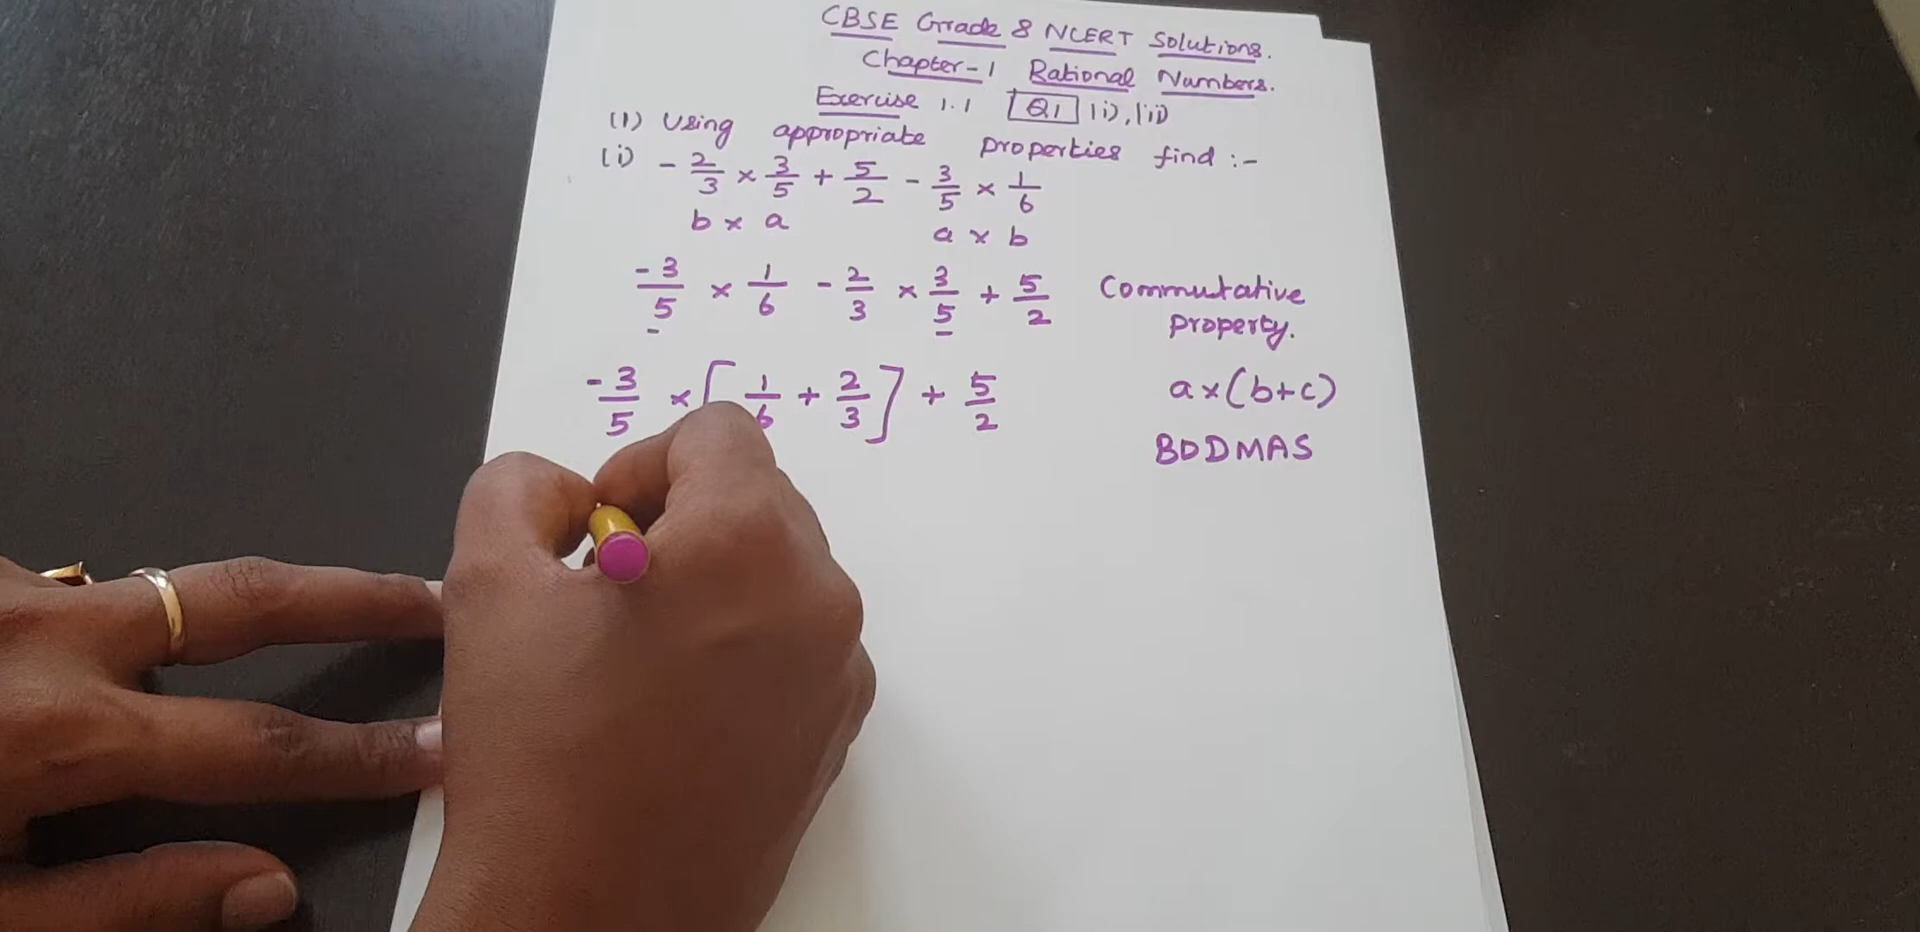 CBSE Grade 8 NCERT Solutions.
Chapter-1 Rational Numbers.
Exercise 1.1 Q1 (i), (ii)
(1) Using appropriate properties find :-
(i) - 2/3 × 3/5 + 5/2 - 3/5 × 1/6
b × a a × b
-3/5 × 1/6 - 2/3 × 3/5 + 5/2 Commutative
property.
-3/5 × [ 1/6 + 2/3 ] + 5/2 a×(b+c)
BODMAS